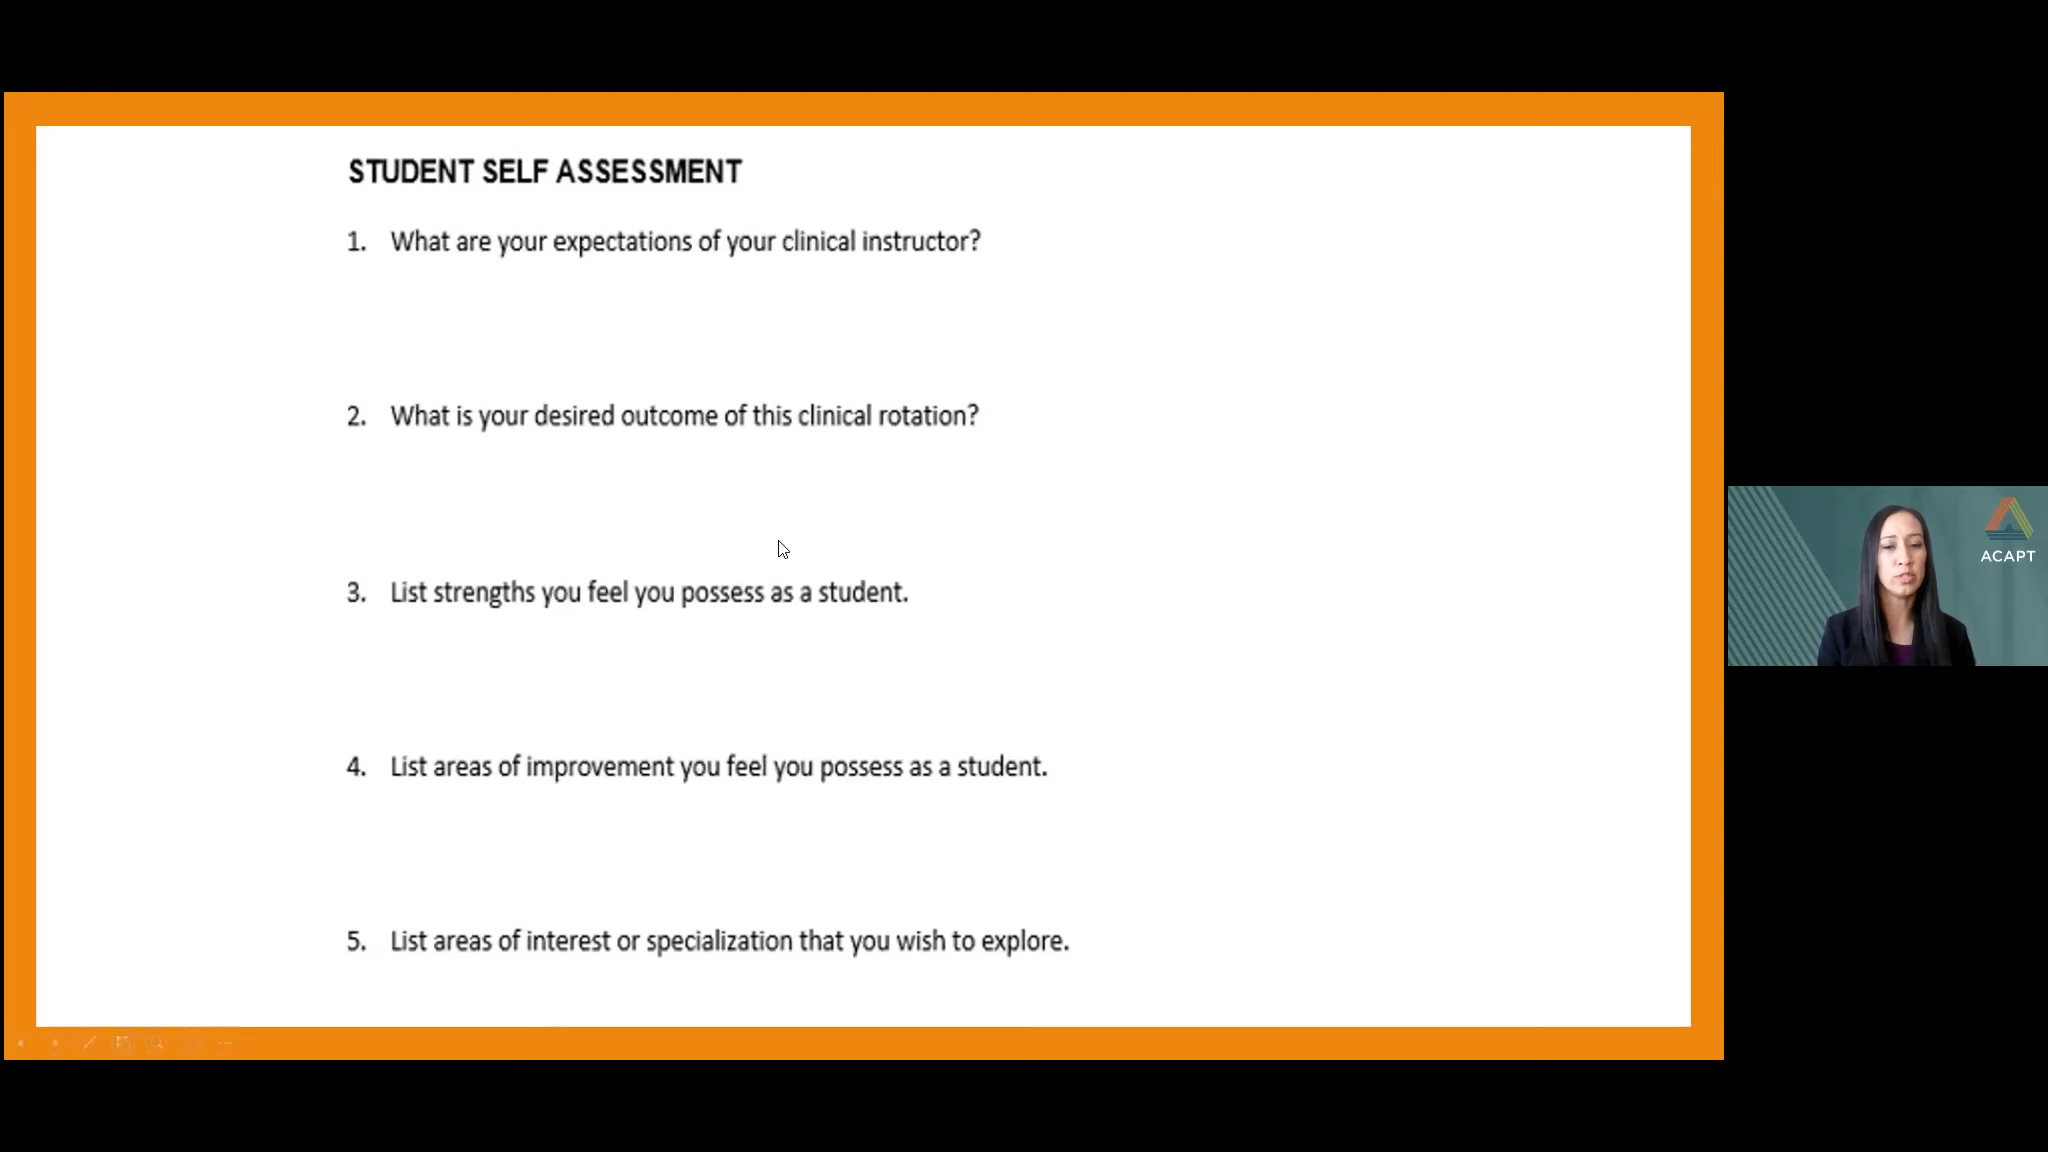 STUDENT SELF ASSESSMENT
1. What are your expectations of your clinical instructor?
2. What is your desired outcome of this clinical rotation?
3. List strengths you feel you possess as a student.
4. List areas of improvement you feel you possess as a student.
5. List areas of interest or specialization that you wish to explore.
ACAPT